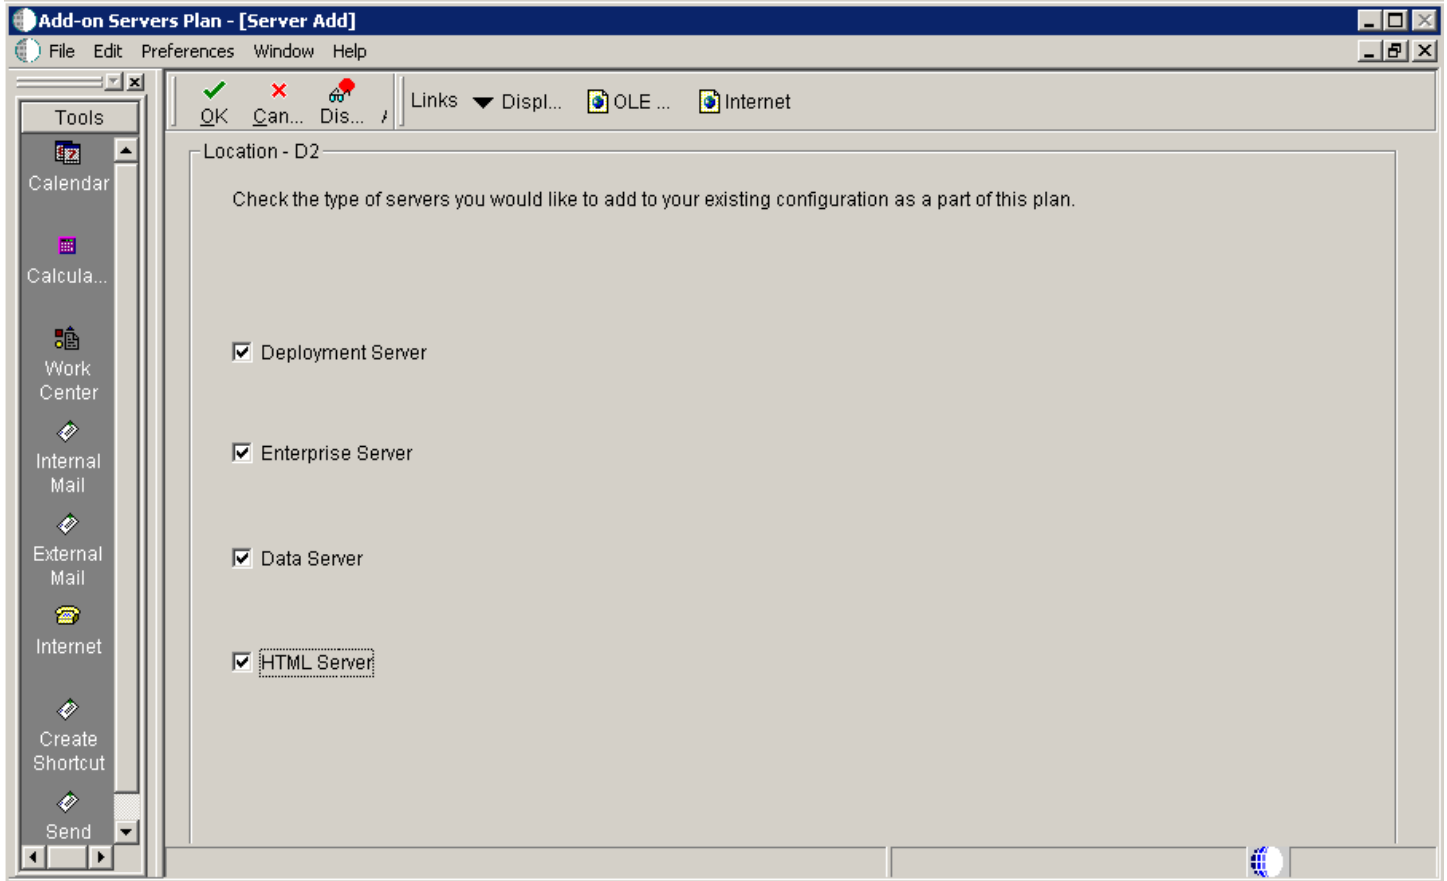 Add-on Servers Plan - [Server Add]
File Edit Preferences Window Help
Tools
Calendar
Calcula...
Work
Center
Internal
Mail
External
Mail
Internet
Create
Shortcut
Send
OK Can... Dis... Links Displ... OLE ... Internet
Location - D2
Check the type of servers you would like to add to your existing configuration as a part of this plan.
Deployment Server
Enterprise Server
Data Server
HTML Server